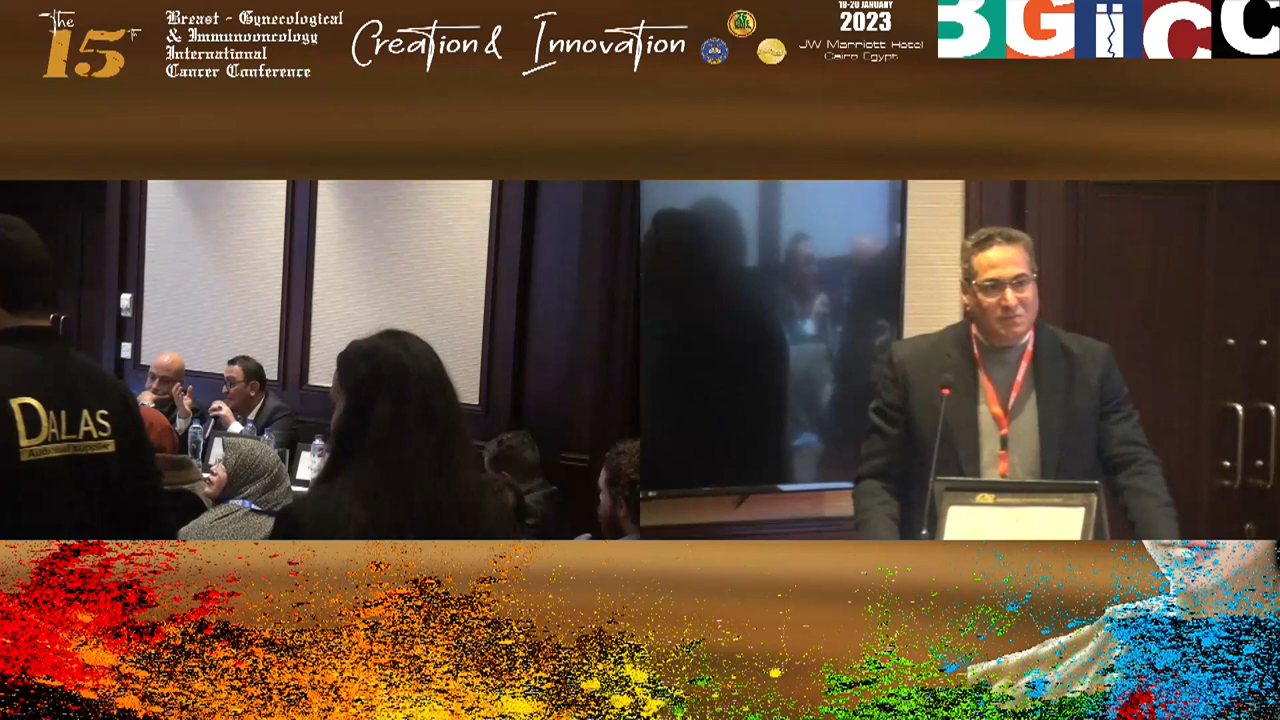 The
15TH
Breast - Gynecological
& Immunooncology
International
Cancer Conference
Creation & Innovation
18-20 JANUARY
2023
JW Marriott Hotel
Cairo Egypt
BGiCC
DALAS